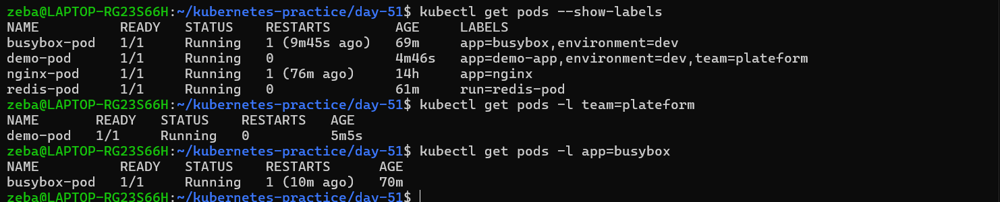 zeba@LAPTOP-RG23S66H:~/kubernetes-practice/day-51$ kubectl get pods --show-labels
NAME          READY   STATUS    RESTARTS        AGE     LABELS
busybox-pod   1/1     Running   1 (9m45s ago)   69m     app=busybox,environment=dev
demo-pod      1/1     Running   0               4m46s   app=demo-app,environment=dev,team=plateform
nginx-pod     1/1     Running   1 (76m ago)     14h     app=nginx
redis-pod     1/1     Running   0               61m     run=redis-pod
zeba@LAPTOP-RG23S66H:~/kubernetes-practice/day-51$ kubectl get pods -l team=plateform
NAME       READY   STATUS    RESTARTS   AGE
demo-pod   1/1     Running   0          5m5s
zeba@LAPTOP-RG23S66H:~/kubernetes-practice/day-51$ kubectl get pods -l app=busybox
NAME          READY   STATUS    RESTARTS      AGE
busybox-pod   1/1     Running   1 (10m ago)   70m
zeba@LAPTOP-RG23S66H:~/kubernetes-practice/day-51$